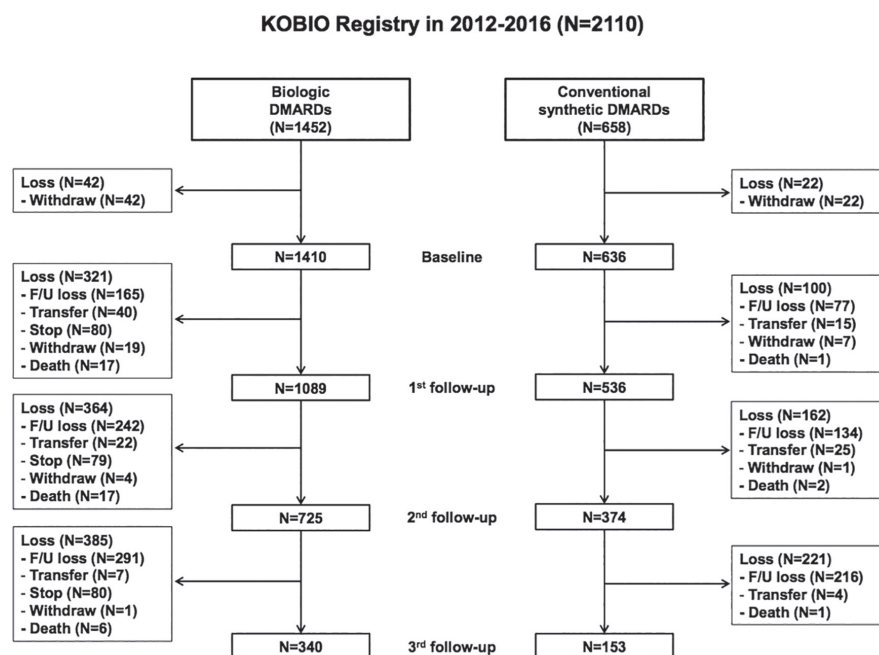 KOBIO Registry in 2012-2016 (N=2110)
Biologic
DMARDs
(N=1452)
Conventional
synthetic DMARDs
(N=658)
Loss (N=42)
- Withdraw (N=42)
Loss (N=22)
- Withdraw (N=22)
N=1410
Baseline
N=636
Loss (N=321)
- F/U loss (N=165)
- Transfer (N=40)
- Stop (N=80)
- Withdraw (N=19)
- Death (N=17)
Loss (N=100)
- F/U loss (N=77)
- Transfer (N=15)
- Withdraw (N=7)
- Death (N=1)
N=1089
1st follow-up
N=536
Loss (N=364)
- F/U loss (N=242)
- Transfer (N=22)
- Stop (N=79)
- Withdraw (N=4)
- Death (N=17)
Loss (N=162)
- F/U loss (N=134)
- Transfer (N=25)
- Withdraw (N=1)
- Death (N=2)
N=725
2nd follow-up
N=374
Loss (N=385)
- F/U loss (N=291)
- Transfer (N=7)
- Stop (N=80)
- Withdraw (N=1)
- Death (N=6)
Loss (N=221)
- F/U loss (N=216)
- Transfer (N=4)
- Death (N=1)
N=340
3rd follow-up
N=153